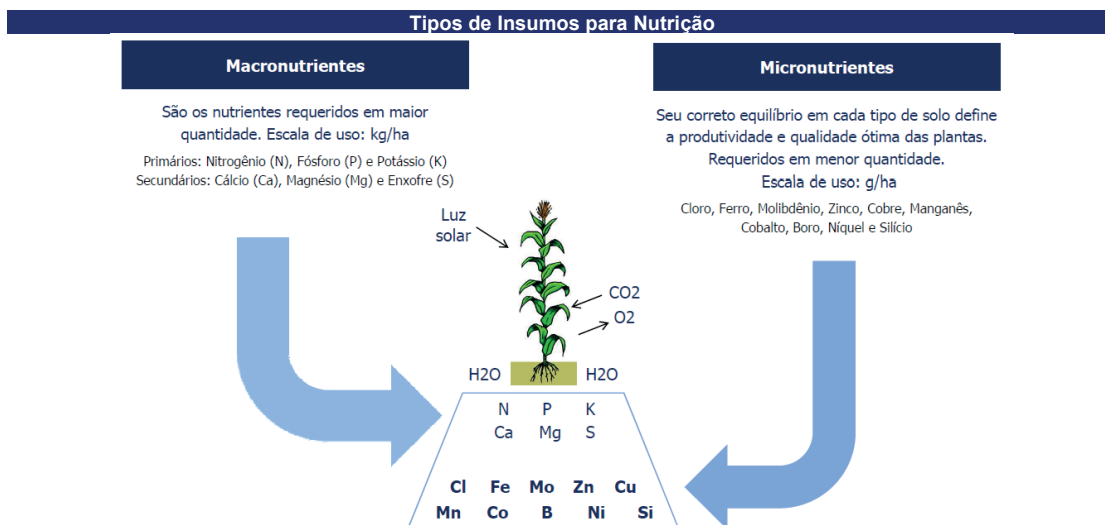 Tipos de Insumos para Nutrição
Macronutrientes
São os nutrientes requeridos em maior
quantidade. Escala de uso: kg/ha
Primários: Nitrogênio (N), Fósforo (P) e Potássio (K)
Secundários: Cálcio (Ca), Magnésio (Mg) e Enxofre (S)
Micronutrientes
Seu correto equilíbrio em cada tipo de solo define
a produtividade e qualidade ótima das plantas.
Requeridos em menor quantidade.
Escala de uso: g/ha
Cloro, Ferro, Molibdênio, Zinco, Cobre, Manganês,
Cobalto, Boro, Níquel e Silício
Luz
solar
CO2
O2
H2O H2O
N P K
Ca Mg S
Cl Fe Mo Zn Cu
Mn Co B Ni Si